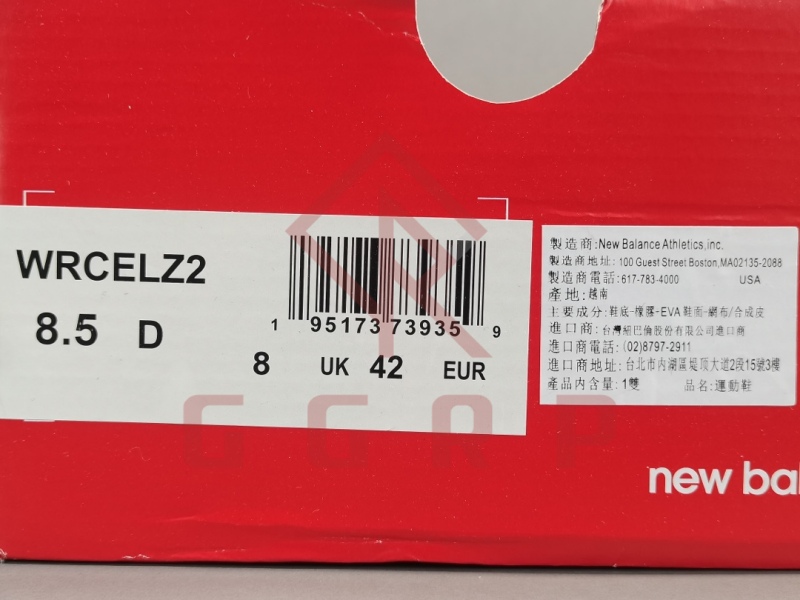 WRCELZ2
8.5 D
1 95173 73935 9
8 UK 42 EUR
製造商:New Balance Athletics,inc.
製造商地址: 100 Guest Street Boston,MA02135-2088
製造商電話:617-783-4000 USA
產地:越南
主要成分:鞋底-橡膠-EVA 鞋面-網布/合成皮
進口商:台灣紐巴倫股份有限公司進口商
進口商電話:(02)8797-2911
進口商地址:台北市內湖區堤頂大道2段15號3樓
產品内含量:1雙 品名:運動鞋
GGRP
new bal